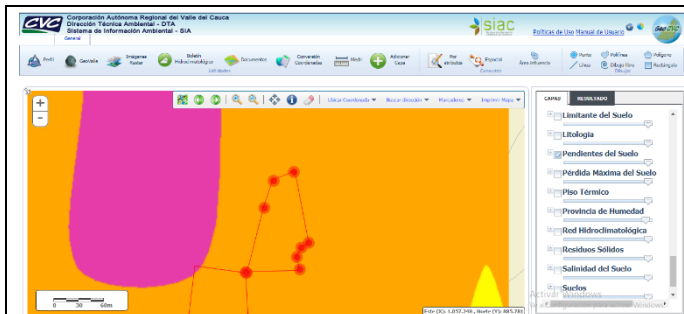 CVC
Corporación Autónoma Regional del Valle del Cauca
Dirección Técnica Ambiental - DTA
Sistema de Información Ambiental - SIA
General
siac
Políticas de Uso Manual de Usuario
GeoCVC
Perfil
GeoValle
Imágenes Raster
Boletín Hidroclimatológico
Documentos
Conversión Coordenadas
Medir
Adicionar Capa
Por atributos
Espacial
Área Influencia
Punto
Línea
Polilínea
Dibujo libre
Polígono
Rectángulo
Utilidades
Consultas
Dibujo
+
-
Ubicar Coordenada
Buscar dirección
Marcadores
Imprimir Mapa
CAPAS
RESULTADO
Limitante del Suelo
Litología
Pendientes del Suelo
Pérdida Máxima del Suelo
Piso Térmico
Provincia de Humedad
Red Hidroclimatológica
Residuos Sólidos
Salinidad del Suelo
Suelos
Activar Windows
0 30 60m